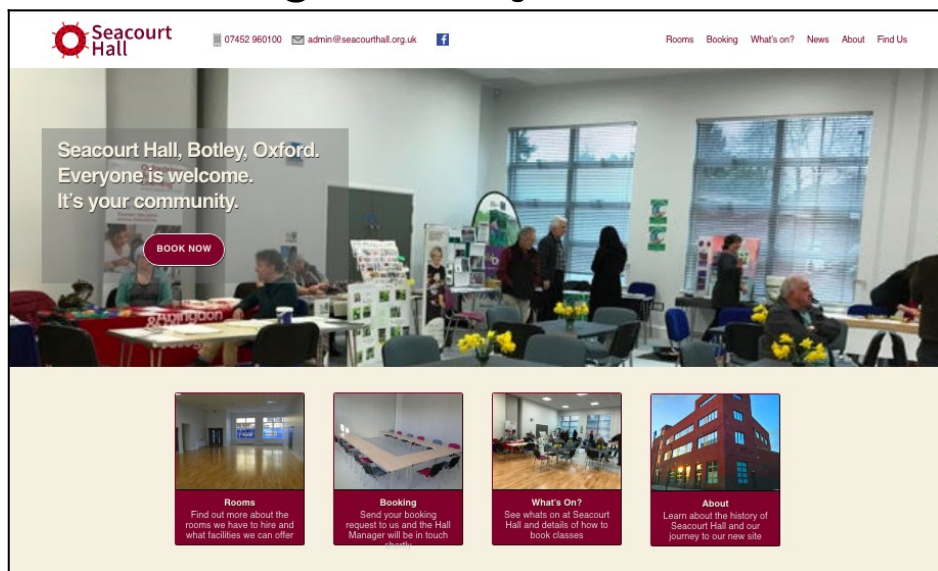 Seacourt
Hall
07452 960100
admin@seacourthall.org.uk
f
Rooms Booking What's on? News About Find Us
Seacourt Hall, Botley, Oxford.
Everyone is welcome.
It's your community.
BOOK NOW
Abingdon
Rooms
Find out more about the
rooms we have to hire and
what facilities we can offer
Booking
Send your booking
request to us and the Hall
Manager will be in touch
shortly
What's On?
See whats on at Seacourt
Hall and details of how to
book classes
About
Learn about the history of
Seacourt Hall and our
journey to our new site